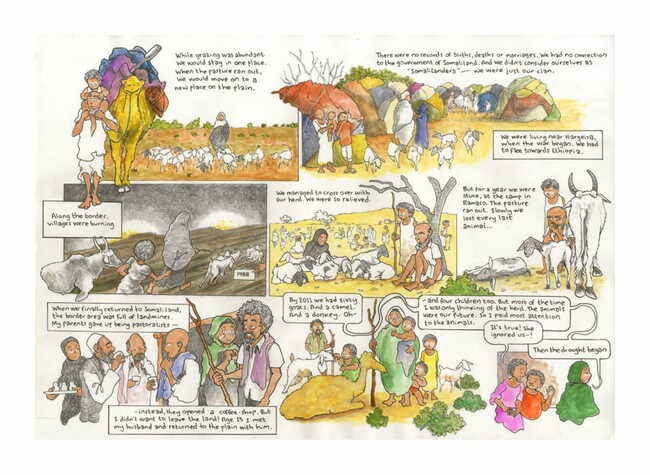 While grazing was abundant
We would stay in one place.
When the pasture ran out,
We would move on to a
new place on the plain.
There were no records of births, deaths or marriages. We had no connection
to the government of Somaliland. And we didn't consider ourselves as
"Somalilanders" — we were just our clan.
We were living near Hargeisa,
when the war began. We had
to flee towards Ethiopia.
Along the border,
villages were burning.
1988
We managed to cross over with
our herd. We were so relieved.
But for a year we were
at the camp in
The pasture
ran out. Slowly we
lost every last
animal...
When we finally returned to Somaliland,
the border area was full of landmines.
My parents gave up being pastoralists –
- instead, they opened a coffee-shop. But
I didn't want to leave the land! Age 15 I met
my husband and returned to the plain with him.
By 2011 we had sixty
goats. And a camel.
And a donkey. Oh-
- and four children too. But most of the time
I was only thinking of the herd. The animals
were our future. So I paid most attention
to the animals.
It's true! She
ignored us-!
Then the drought began